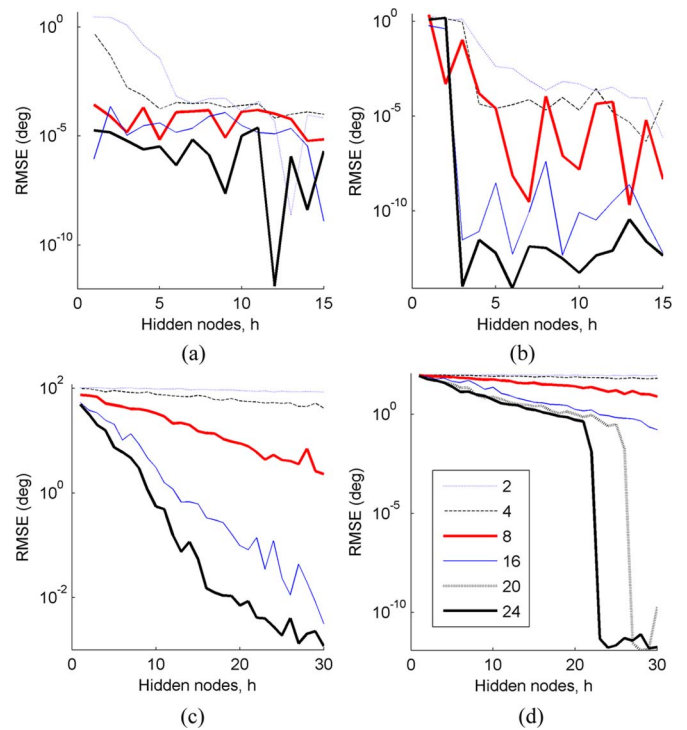 10^0
10^-5
10^-10
RMSE (deg)
0 5 10 15
Hidden nodes, h
(a)
10^0
10^-5
10^-10
RMSE (deg)
0 5 10 15
Hidden nodes, h
(b)
10^2
10^0
10^-2
RMSE (deg)
0 10 20 30
Hidden nodes, h
(c)
10^0
10^-5
10^-10
RMSE (deg)
2
4
8
16
20
24
0 10 20 30
Hidden nodes, h
(d)